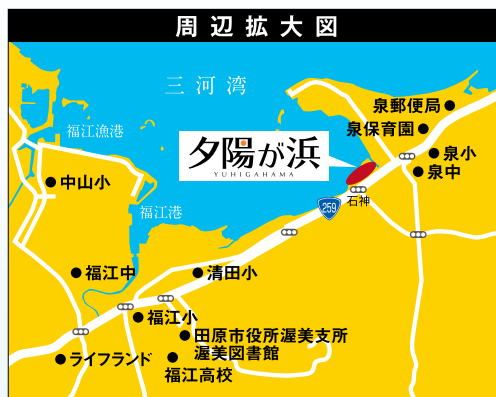 周辺拡大図
三河湾
泉郵便局
泉保育園
福江漁港
夕陽が浜
YUHIGAHAMA
泉小
泉中
中山小
石神
259
福江港
福江中
清田小
福江小
田原市役所渥美支所
渥美図書館
ライフランド
福江高校